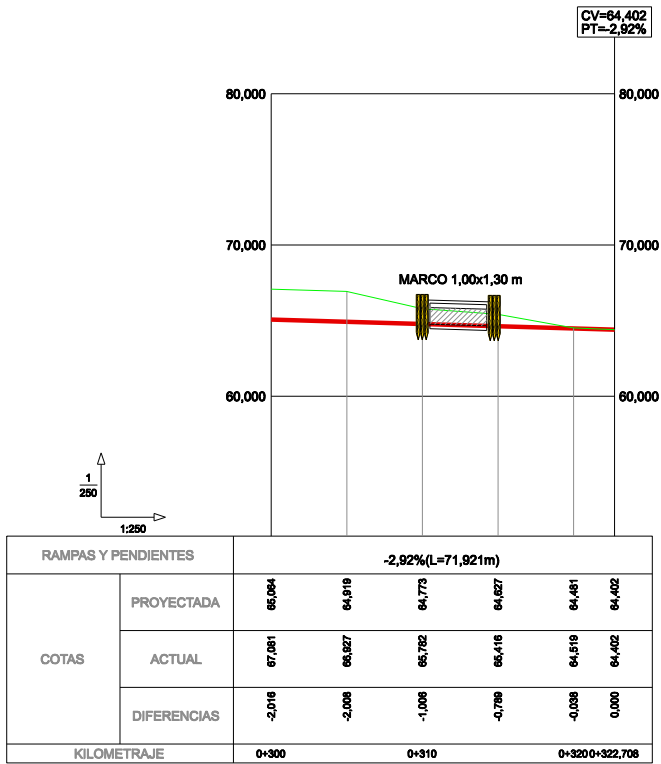 CV=64,402
PT=-2,92%
80,000 80,000
70,000 70,000
MARCO 1,00x1,30 m
60,000 60,000
1
250
1:250
RAMPAS Y PENDIENTES -2,92%(L=71,921m)
COTAS
PROYECTADA 65,064 64,919 64,773 64,627 64,481 64,402
ACTUAL 67,081 66,927 65,782 65,416 64,519 64,402
DIFERENCIAS -2,016 -2,008 -1,006 -0,789 -0,038 0,000
KILOMETRAJE 0+300 0+310 0+320 0+322,708